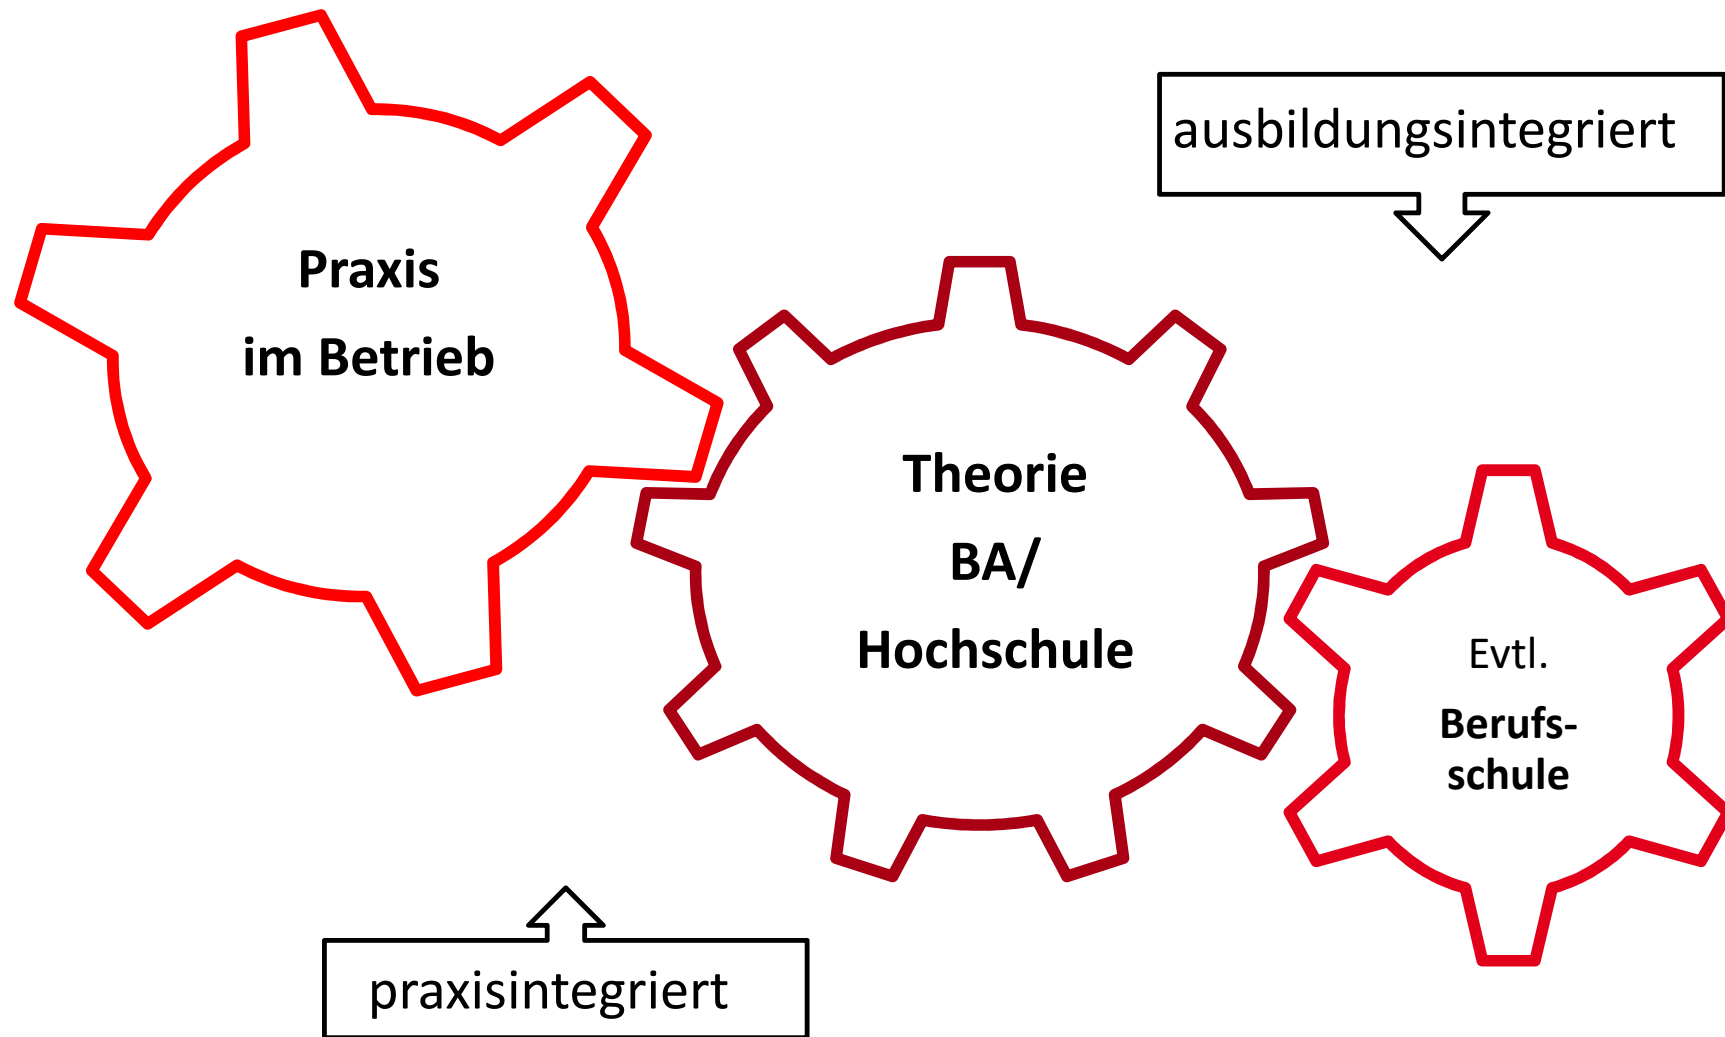 ausbildungsintegriert
Praxis
im Betrieb
Theorie
BA/
Hochschule
Evtl.
Berufs-
schule
praxisintegriert